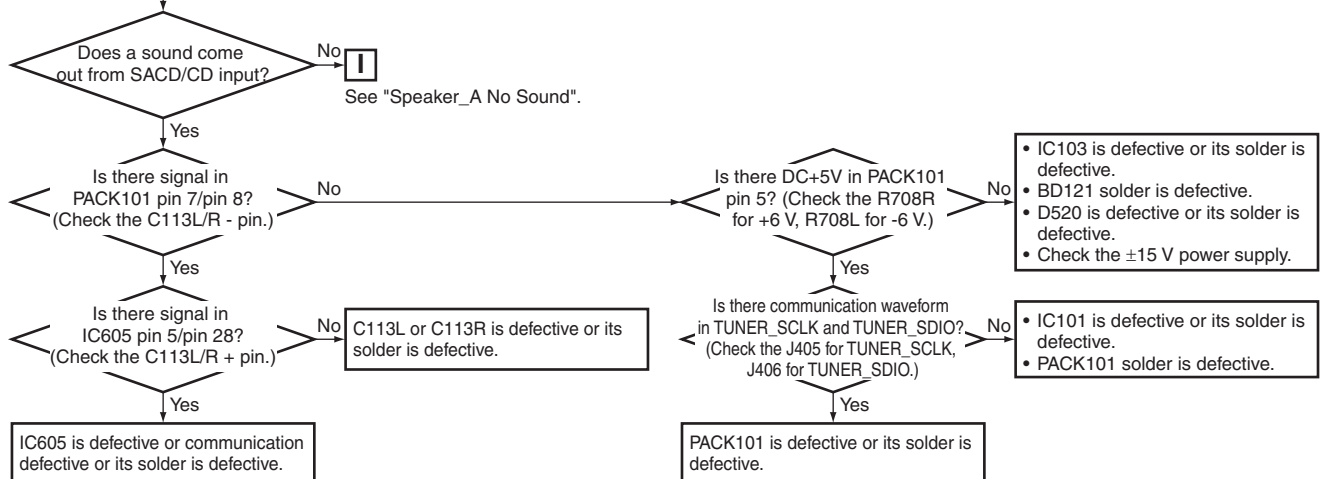 Does a sound come
out from SACD/CD input?
No
I
See "Speaker_A No Sound".
Yes
Is there signal in
PACK101 pin 7/pin 8?
(Check the C113L/R - pin.)
No
Is there DC+5V in PACK101
pin 5? (Check the R708R
for +6 V, R708L for -6 V.)
No
• IC103 is defective or its solder is
defective.
• BD121 solder is defective.
• D520 is defective or its solder is
defective.
• Check the ±15 V power supply.
Yes
Yes
Is there signal in
IC605 pin 5/pin 28?
(Check the C113L/R + pin.)
No
C113L or C113R is defective or its
solder is defective.
Is there communication waveform
in TUNER_SCLK and TUNER_SDIO?
(Check the J405 for TUNER_SCLK,
J406 for TUNER_SDIO.)
No
• IC101 is defective or its solder is
defective.
• PACK101 solder is defective.
Yes
Yes
IC605 is defective or communication
defective or its solder is defective.
PACK101 is defective or its solder is
defective.